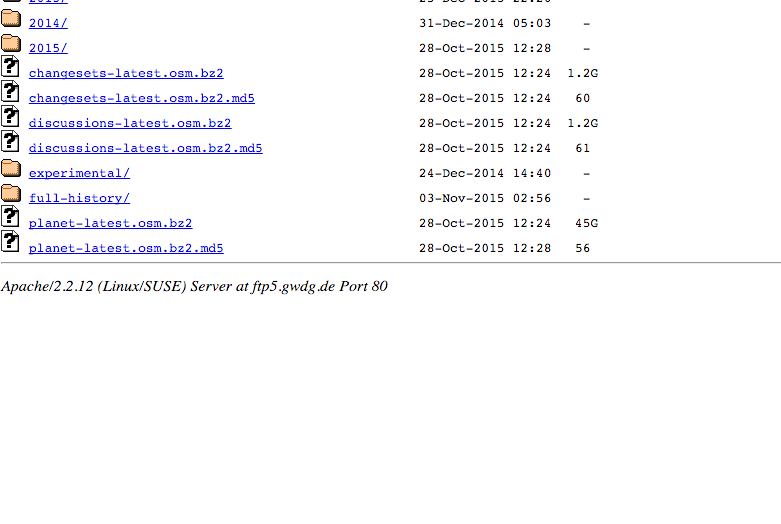 2014/ 31-Dec-2014 05:03 -
2015/ 28-Oct-2015 12:28 -
changesets-latest.osm.bz2 28-Oct-2015 12:24 1.2G
changesets-latest.osm.bz2.md5 28-Oct-2015 12:24 60
discussions-latest.osm.bz2 28-Oct-2015 12:24 1.2G
discussions-latest.osm.bz2.md5 28-Oct-2015 12:24 61
experimental/ 24-Dec-2014 14:40 -
full-history/ 03-Nov-2015 02:56 -
planet-latest.osm.bz2 28-Oct-2015 12:24 45G
planet-latest.osm.bz2.md5 28-Oct-2015 12:28 56
Apache/2.2.12 (Linux/SUSE) Server at ftp5.gwdg.de Port 80